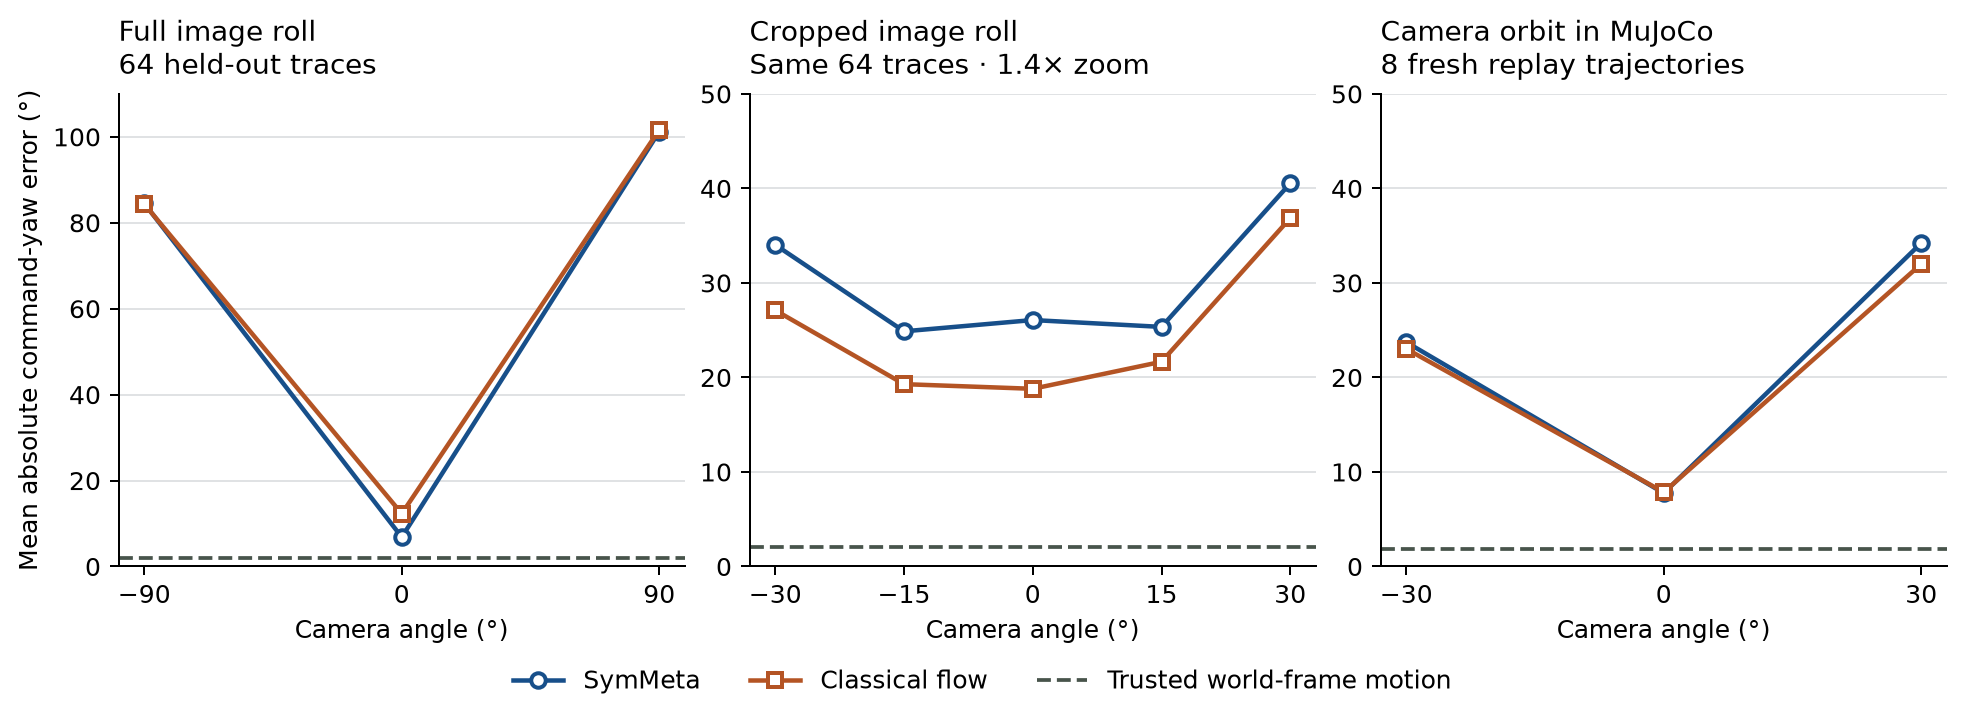 Full image roll
64 held-out traces
Mean absolute command-yaw error (°)
100
80
60
40
20
0
−90
0
90
Camera angle (°)
Cropped image roll
Same 64 traces · 1.4× zoom
50
40
30
20
10
0
−30
−15
0
15
30
Camera angle (°)
Camera orbit in MuJoCo
8 fresh replay trajectories
50
40
30
20
10
0
−30
0
30
Camera angle (°)
SymMeta
Classical flow
Trusted world-frame motion